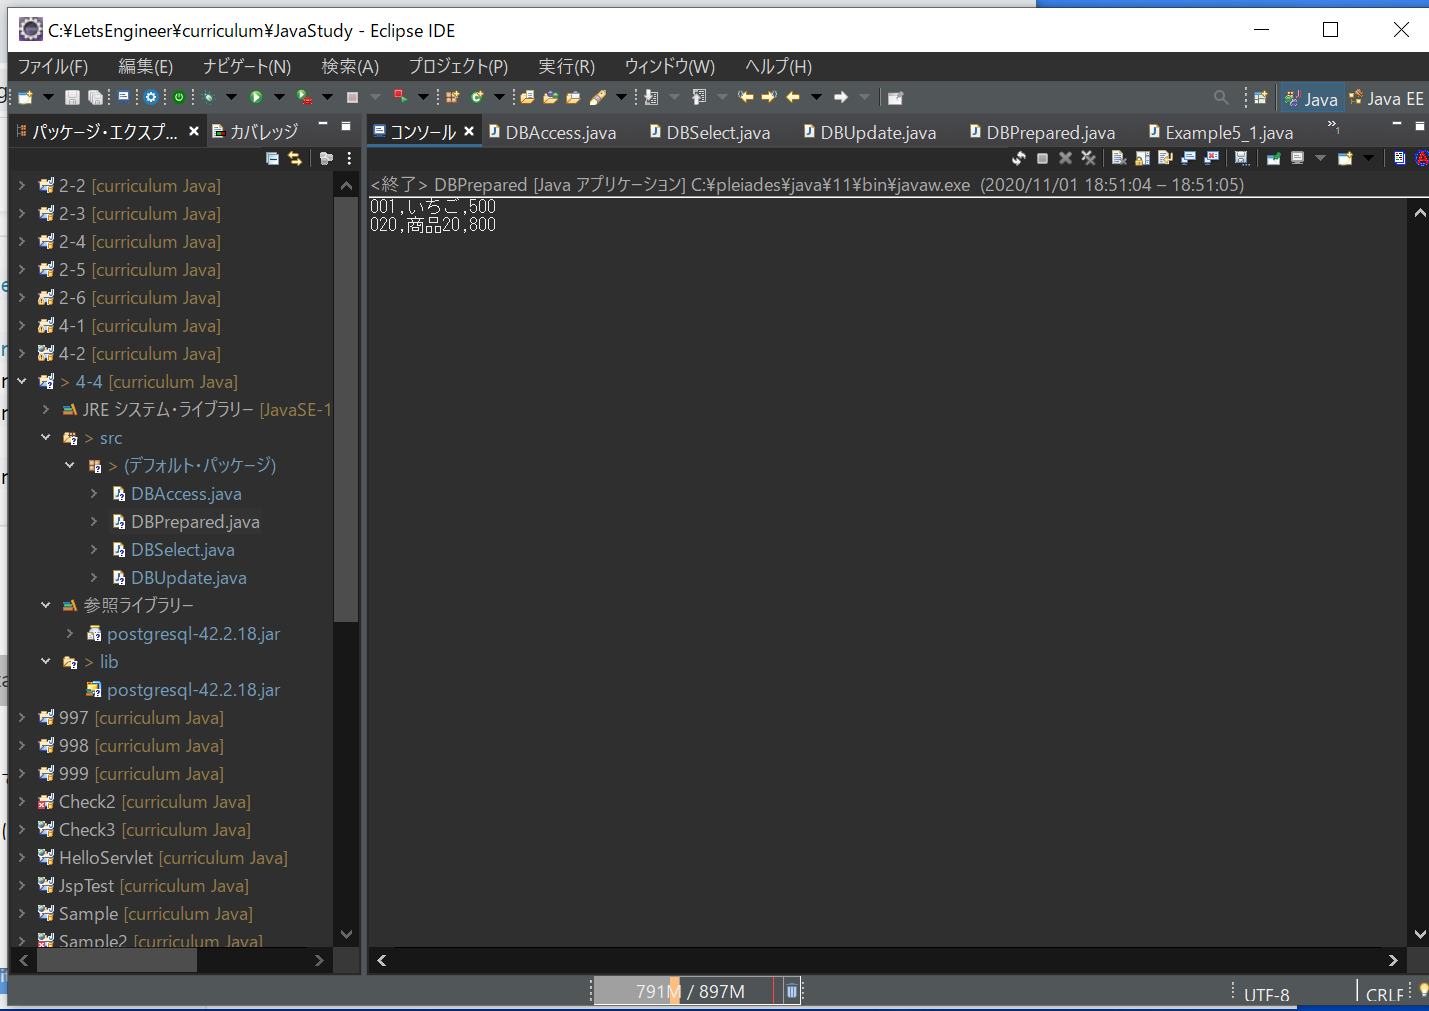 C:¥LetsEngineer¥curriculum¥JavaStudy - Eclipse IDE
ファイル(F) 編集(E) ナビゲート(N) 検索(A) プロジェクト(P) 実行(R) ウィンドウ(W) ヘルプ(H)
Java Java EE
パッケージ・エクスプ... カバレッジ
コンソール DBAccess.java DBSelect.java DBUpdate.java DBPrepared.java Example5_1.java »1
<終了> DBPrepared [Java アプリケーション] C:¥pleiades¥java¥11¥bin¥javaw.exe (2020/11/01 18:51:04 – 18:51:05)
001,いちご,500
020,商品20,800
2-2 [curriculum Java]
2-3 [curriculum Java]
2-4 [curriculum Java]
2-5 [curriculum Java]
2-6 [curriculum Java]
4-1 [curriculum Java]
4-2 [curriculum Java]
> 4-4 [curriculum Java]
JRE システム・ライブラリー [JavaSE-1
> src
> (デフォルト・パッケージ)
DBAccess.java
DBPrepared.java
DBSelect.java
DBUpdate.java
参照ライブラリー
postgresql-42.2.18.jar
> lib
postgresql-42.2.18.jar
997 [curriculum Java]
998 [curriculum Java]
999 [curriculum Java]
Check2 [curriculum Java]
Check3 [curriculum Java]
HelloServlet [curriculum Java]
JspTest [curriculum Java]
Sample [curriculum Java]
Sample2 [curriculum Java]
791M / 897M
UTF-8 CRLF